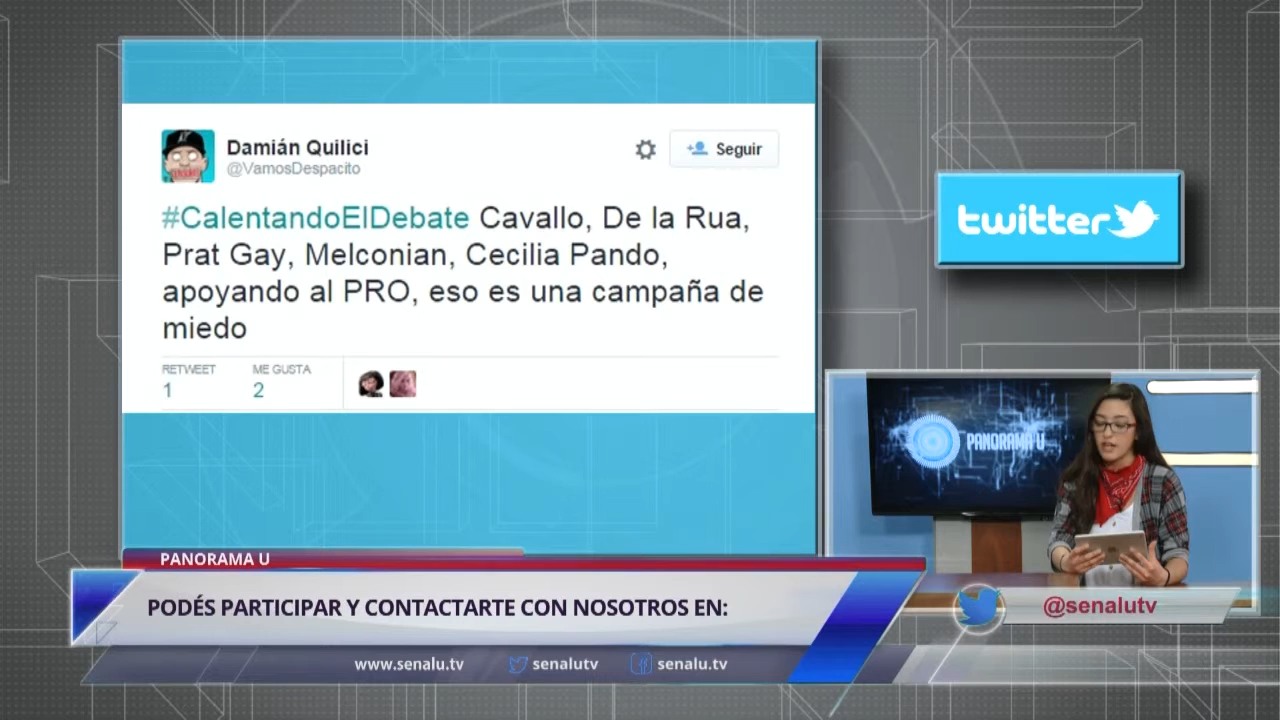 Damián Quilici
@VamosDespacito
Seguir
#CalentandoElDebate Cavallo, De la Rua,
Prat Gay, Melconian, Cecilia Pando,
apoyando al PRO, eso es una campaña de
miedo
RETWEET
ME GUSTA
1
2
twitter
PANORAMA U
PANORAMA U
PODÉS PARTICIPAR Y CONTACTARTE CON NOSOTROS EN:
@senalutv
www.senalu.tv
senalutv
senalu.tv